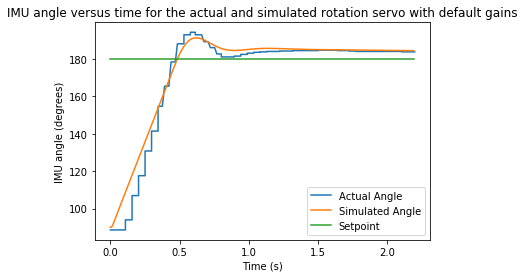 IMU angle versus time for the actual and simulated rotation servo with default gains
IMU angle (degrees)
180
160
140
120
100
0.0
0.5
1.0
1.5
2.0
Time (s)
Actual Angle
Simulated Angle
Setpoint